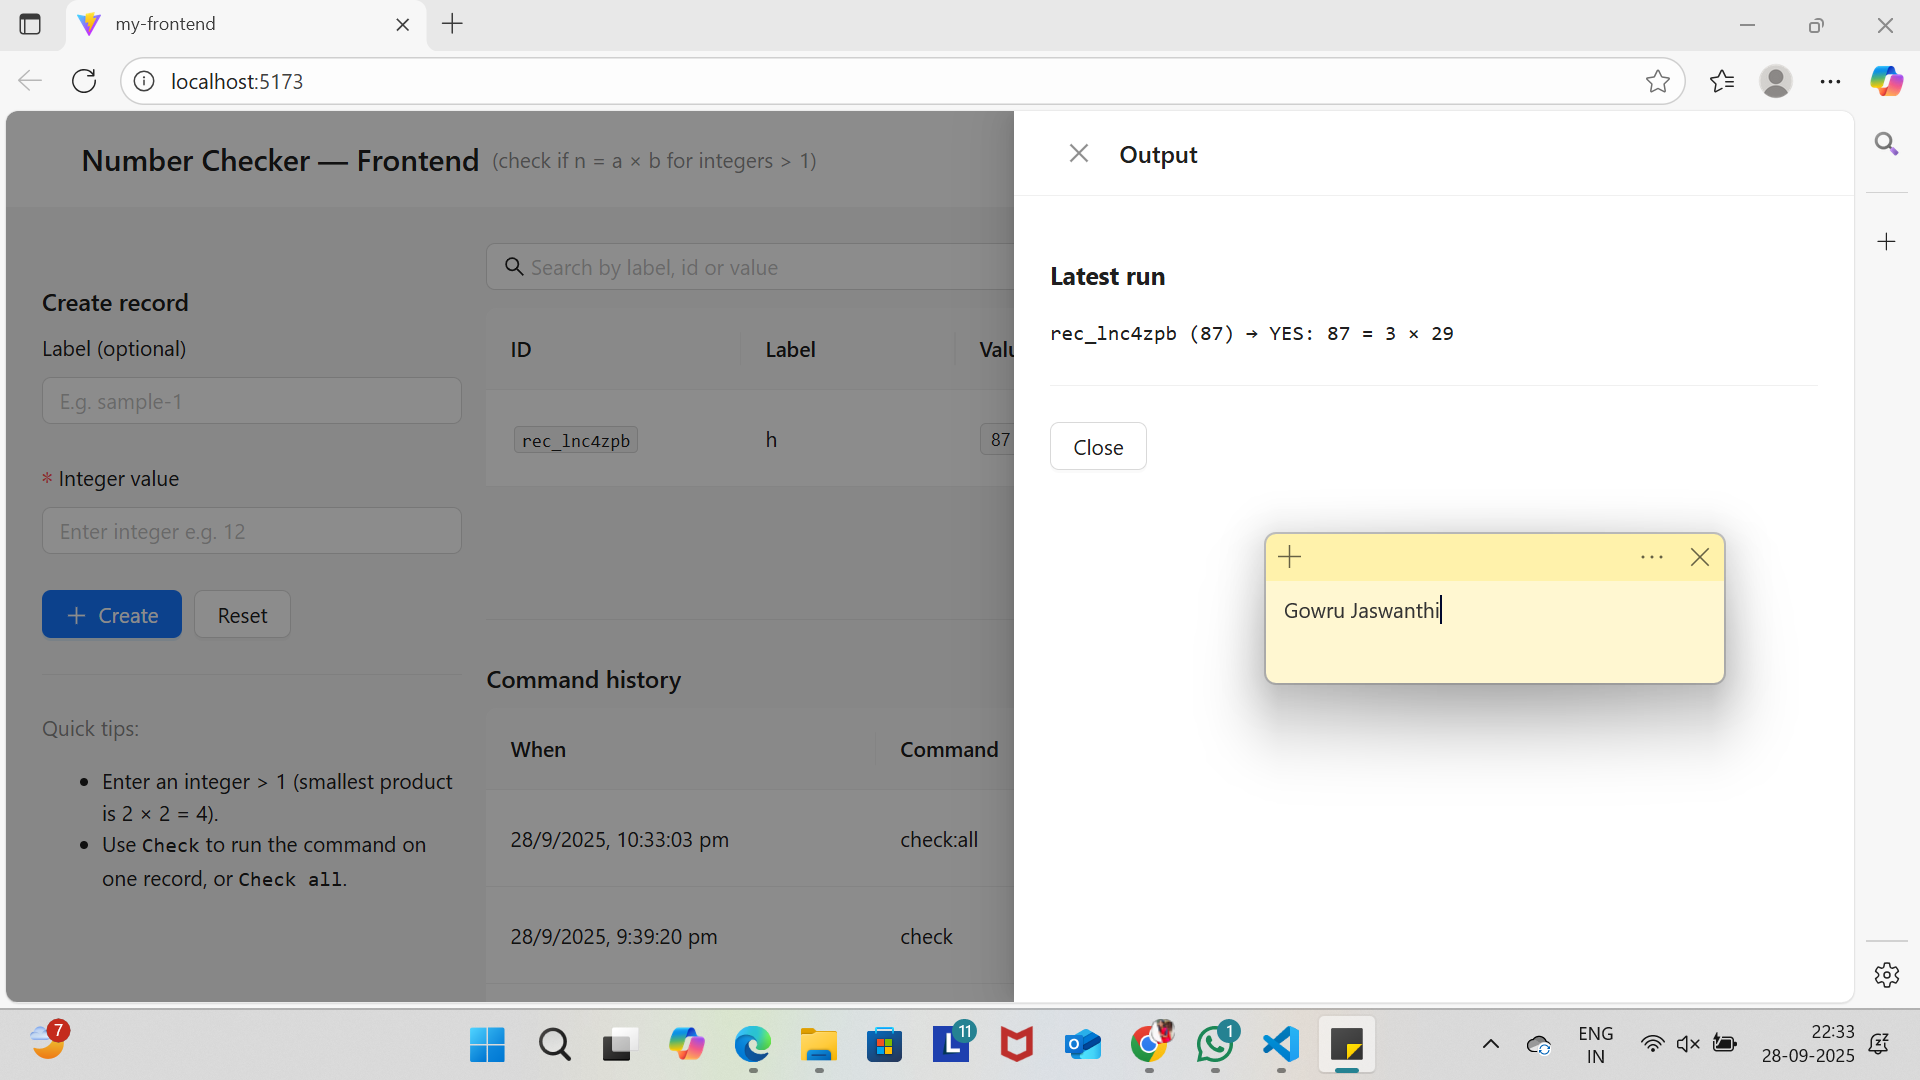 my-frontend
localhost:5173
Number Checker — Frontend (check if n = a × b for integers > 1)
Create record
Label (optional)
E.g. sample-1
* Integer value
Enter integer e.g. 12
Create
Reset
Quick tips:
Enter an integer > 1 (smallest product
is 2 × 2 = 4).
Use Check to run the command on
one record, or Check all.
Search by label, id or value
ID Label Valu
rec_lnc4zpb h 87
Command history
When Command
28/9/2025, 10:33:03 pm check:all
28/9/2025, 9:39:20 pm check
Output
Latest run
rec_lnc4zpb (87) → YES: 87 = 3 × 29
Close
Gowru Jaswanthi
7
L 11
1
ENG
IN
22:33
28-09-2025